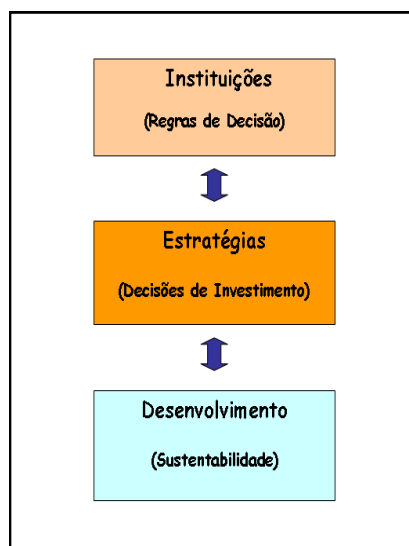 Instituições
(Regras de Decisão)
Estratégias
(Decisões de Investimento)
Desenvolvimento
(Sustentabilidade)